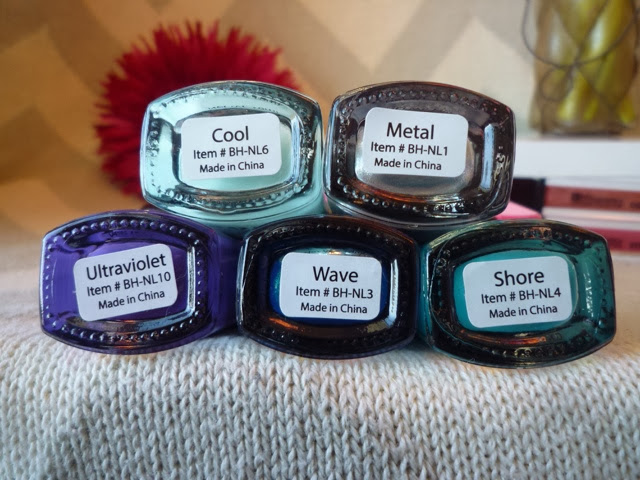 Cool
Item # BH-NL6
Made in China
Metal
Item # BH-NL1
Made in China
Ultraviolet
Item # BH-NL10
Made in China
Wave
Item # BH-NL3
Made in China
Shore
Item # BH-NL4
Made in China